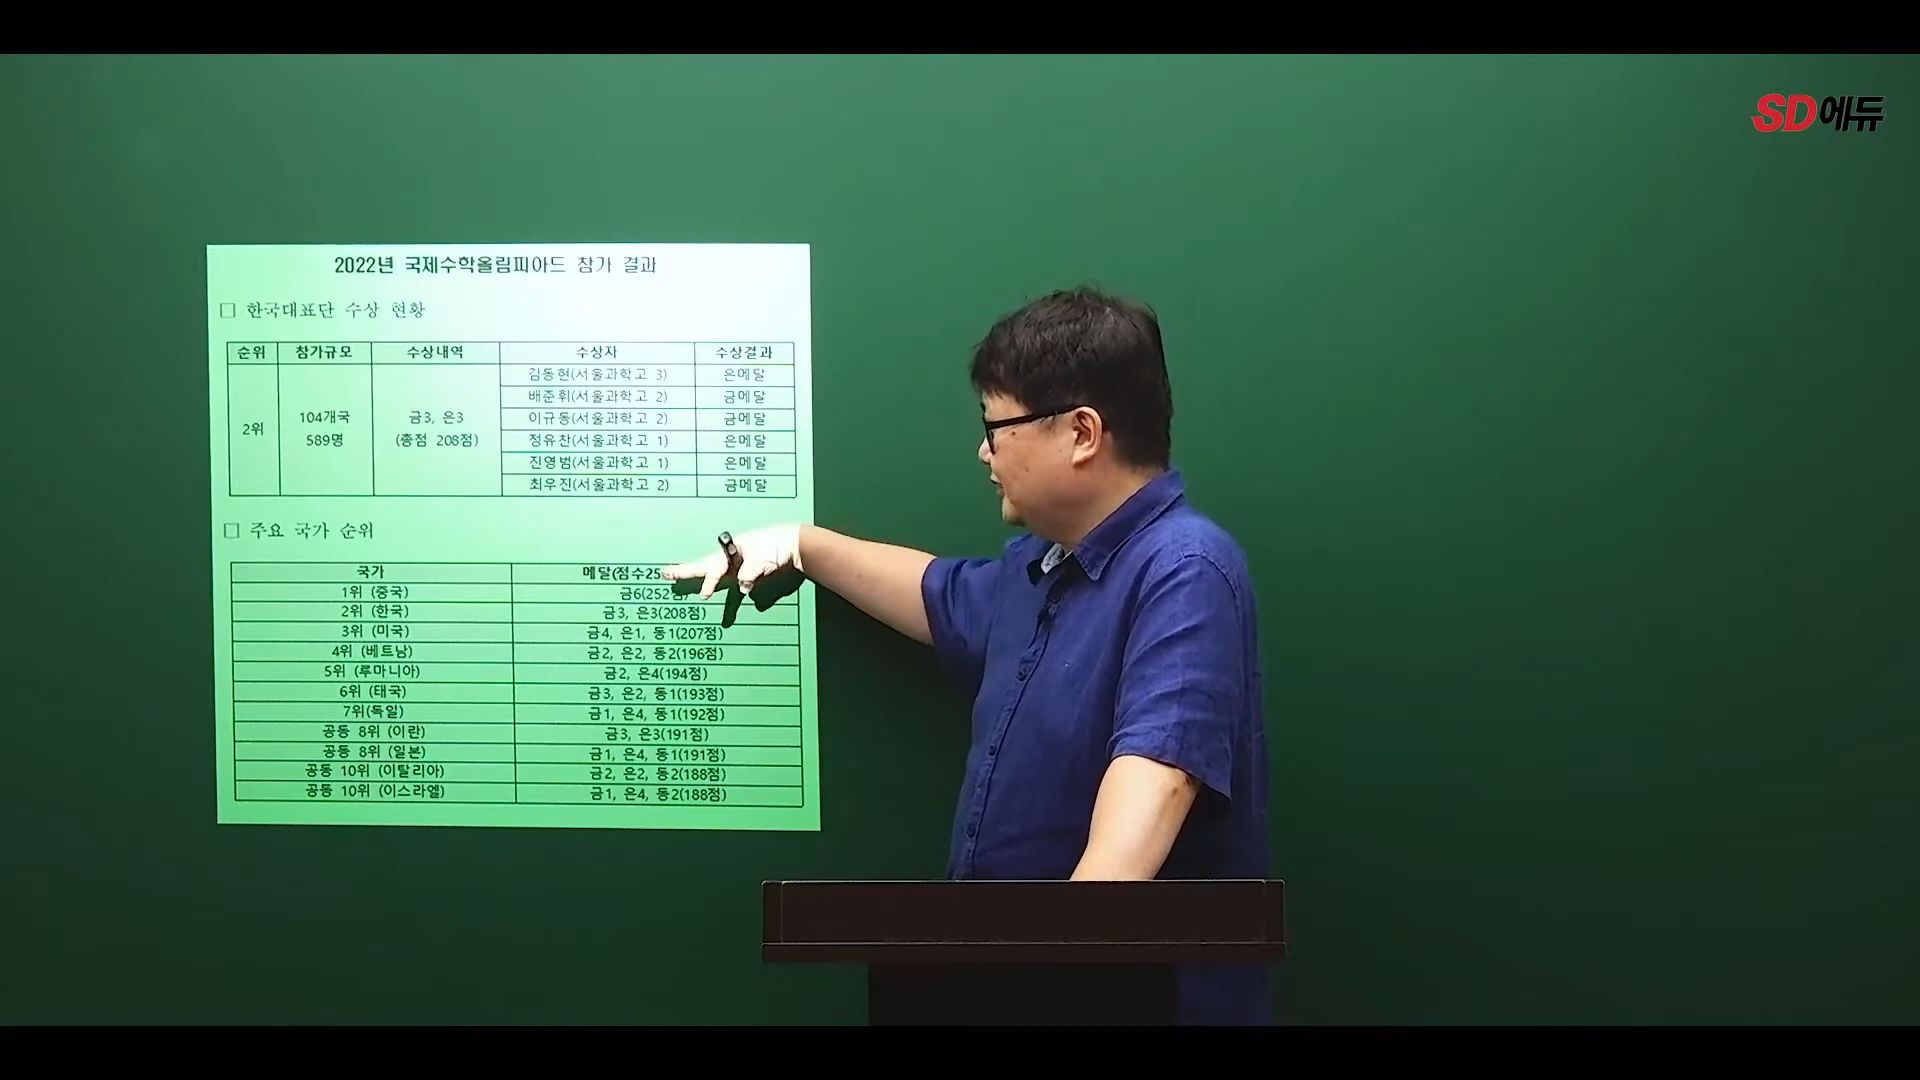 SD에듀
2022년 국제수학올림피아드 참가 결과
□ 한국대표단 수상 현황
순위 참가규모 수상내역 수상자 수상결과
2위 104개국 589명 금3, 은3 (총점 208점)
김동현(서울과학고 3) 은메달
배준휘(서울과학고 2) 금메달
이규동(서울과학고 2) 금메달
정유찬(서울과학고 1) 은메달
진영범(서울과학고 1) 은메달
최우진(서울과학고 2) 금메달
□ 주요 국가 순위
국가 메달(점수25
1위 (중국) 금6(252점)
2위 (한국) 금3, 은3(208점)
3위 (미국) 금4, 은1, 동1(207점)
4위 (베트남) 금2, 은2, 동2(196점)
5위 (루마니아) 금2, 은4(194점)
6위 (태국) 금3, 은2, 동1(193점)
7위(독일) 금1, 은4, 동1(192점)
공동 8위 (이란) 금3, 은3(191점)
공동 8위 (일본) 금1, 은4, 동1(191점)
공동 10위 (이탈리아) 금2, 은2, 동2(188점)
공동 10위 (이스라엘) 금1, 은4, 동2(188점)